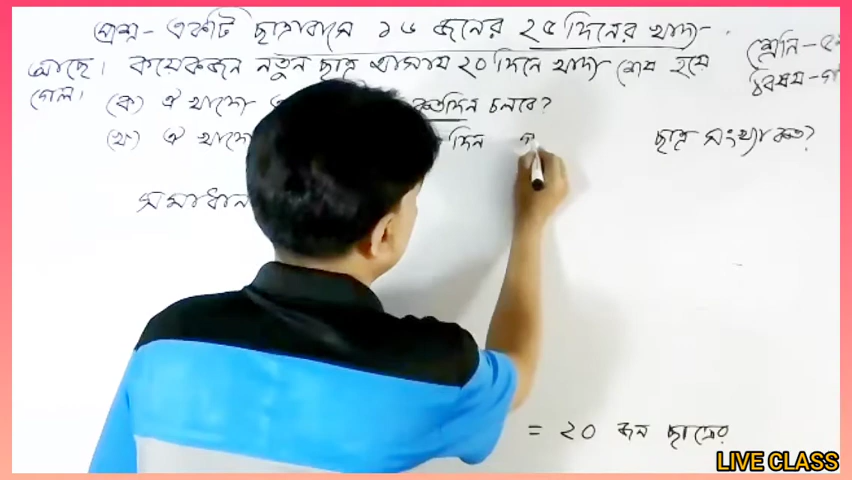 প্রশ্ন- একটি ছাত্রাবাসে ১৬ জনের ২৫ দিনের খাদ্য
শ্রেনি-
আছে। কয়েকজন নতুন ছাত্র আসায় ২০ দিনে খাদ্য শেষ হয়ে
বিষয়-
গেল। (ক) ঐ খাদ্যে কতদিন চলবে?
(খ) ঐ খাদ্যে দিন ছাত্র সংখ্যা কত?
সমাধান
= ২০ জন ছাত্রের
LIVE CLASS